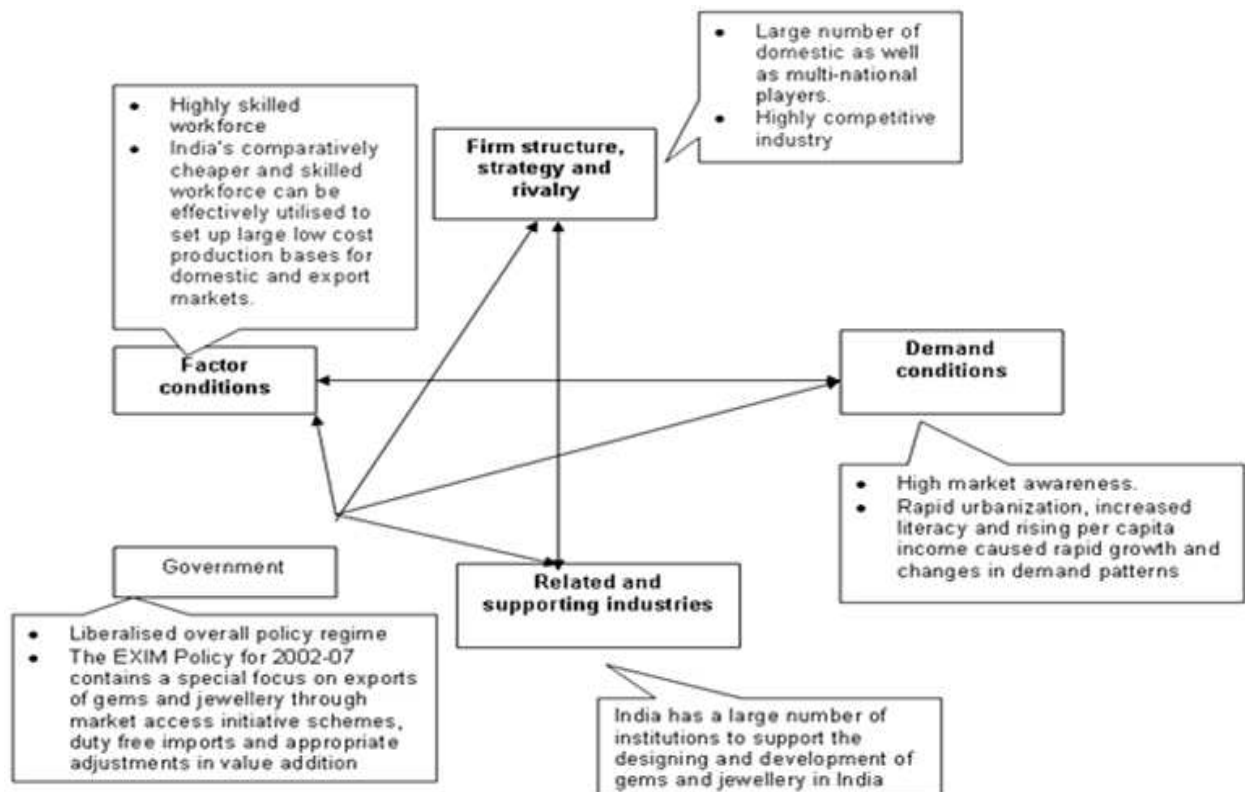 • Large number of
domestic as well
as multi-national
players.
• Highly competitive
industry
• Highly skilled
workforce
• India's comparatively
cheaper and skilled
workforce can be
effectively utilised to
set up large low cost
production bases for
domestic and export
markets.
Firm structure,
strategy and
rivalry
Factor
conditions
Demand
conditions
• High market awareness.
• Rapid urbanization, increased
literacy and rising per capita
income caused rapid growth and
changes in demand patterns
Government
• Liberalised overall policy regime
• The EXIM Policy for 2002-07
contains a special focus on exports
of gems and jewellery through
market access initiative schemes,
duty free imports and appropriate
adjustments in value addition
Related and
supporting industries
India has a large number of
institutions to support the
designing and development of
gems and jewellery in India